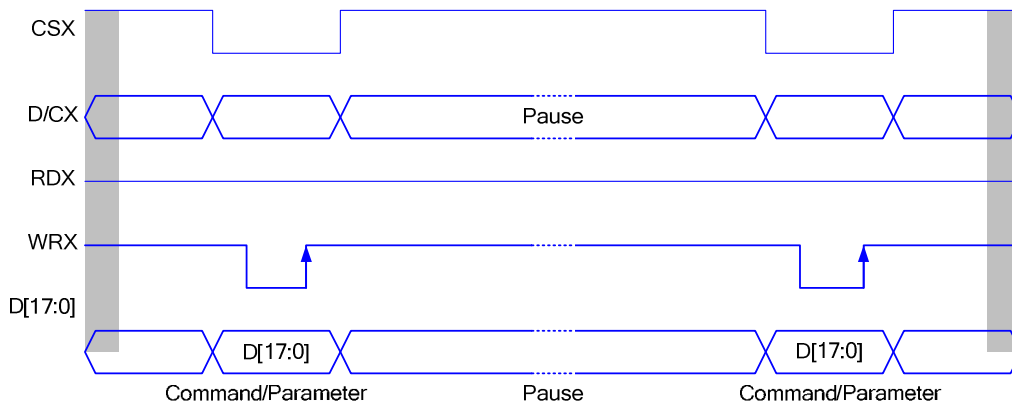 CSX
D/CX
Pause
RDX
WRX
D[17:0]
D[17:0]
D[17:0]
Command/Parameter
Pause
Command/Parameter